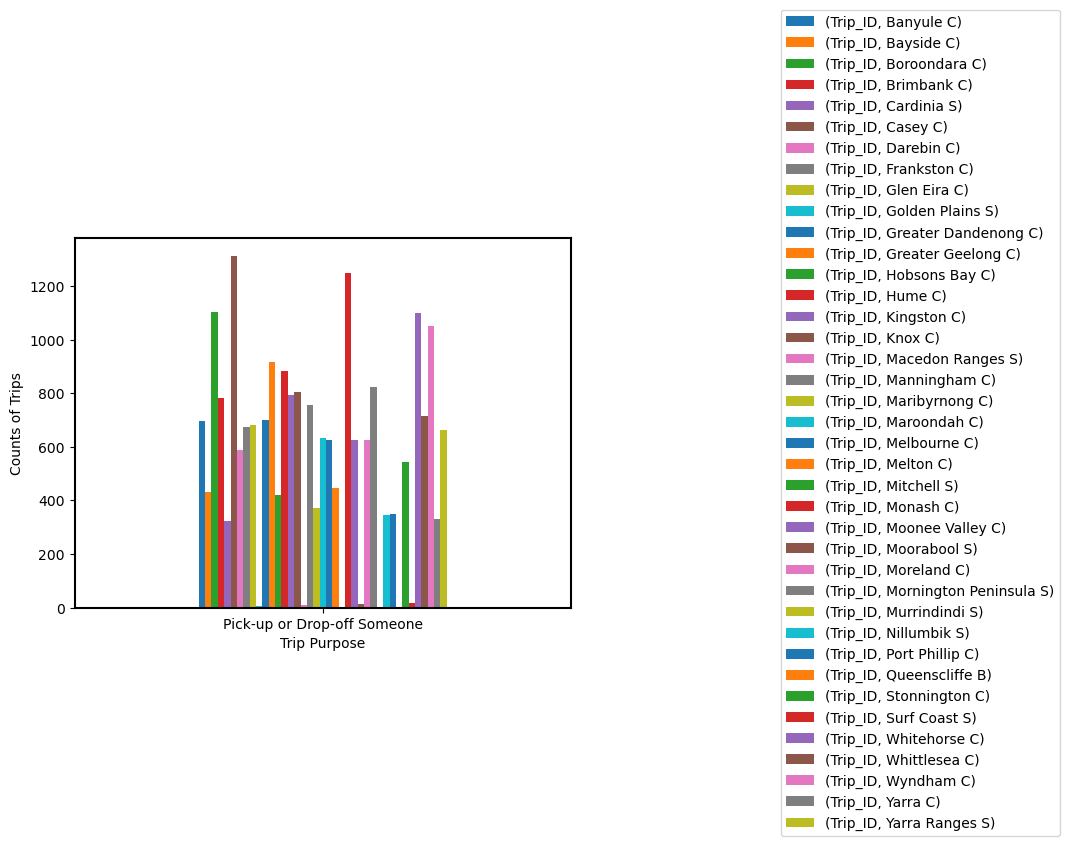 (Trip_ID, Banyule C)
(Trip_ID, Bayside C)
(Trip_ID, Boroondara C)
(Trip_ID, Brimbank C)
(Trip_ID, Cardinia S)
(Trip_ID, Casey C)
(Trip_ID, Darebin C)
(Trip_ID, Frankston C)
(Trip_ID, Glen Eira C)
(Trip_ID, Golden Plains S)
(Trip_ID, Greater Dandenong C)
(Trip_ID, Greater Geelong C)
(Trip_ID, Hobsons Bay C)
(Trip_ID, Hume C)
(Trip_ID, Kingston C)
(Trip_ID, Knox C)
(Trip_ID, Macedon Ranges S)
(Trip_ID, Manningham C)
(Trip_ID, Maribyrnong C)
(Trip_ID, Maroondah C)
(Trip_ID, Melbourne C)
(Trip_ID, Melton C)
(Trip_ID, Mitchell S)
(Trip_ID, Monash C)
(Trip_ID, Moonee Valley C)
(Trip_ID, Moorabool S)
(Trip_ID, Moreland C)
(Trip_ID, Mornington Peninsula S)
(Trip_ID, Murrindindi S)
(Trip_ID, Nillumbik S)
(Trip_ID, Port Phillip C)
(Trip_ID, Queenscliffe B)
(Trip_ID, Stonnington C)
(Trip_ID, Surf Coast S)
(Trip_ID, Whitehorse C)
(Trip_ID, Whittlesea C)
(Trip_ID, Wyndham C)
(Trip_ID, Yarra C)
(Trip_ID, Yarra Ranges S)
Counts of Trips
1200
1000
800
600
400
200
0
Pick-up or Drop-off Someone
Trip Purpose